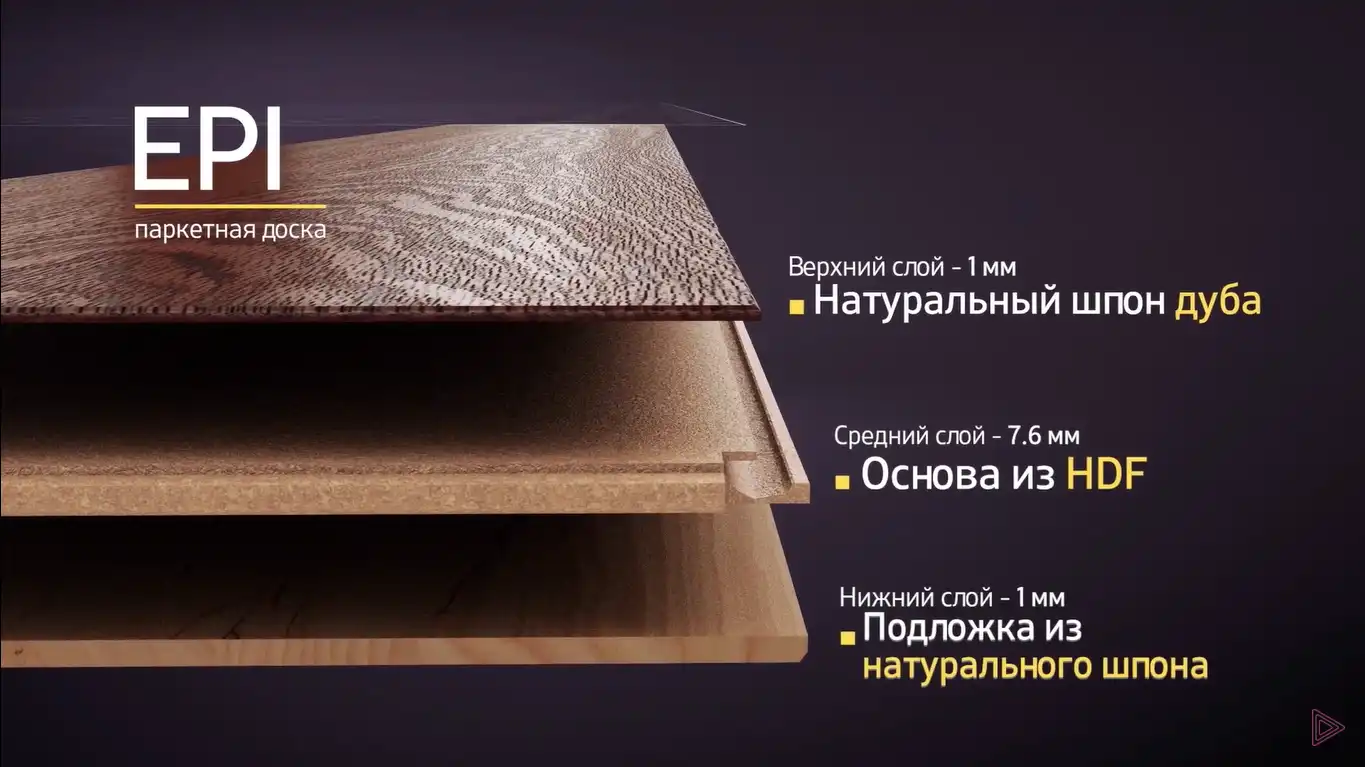 EPI
паркетная доска
Верхний слой - 1 мм
Натуральный шпон дуба
Средний слой - 7.6 мм
Основа из HDF
Нижний слой - 1 мм
Подложка из
натурального шпона